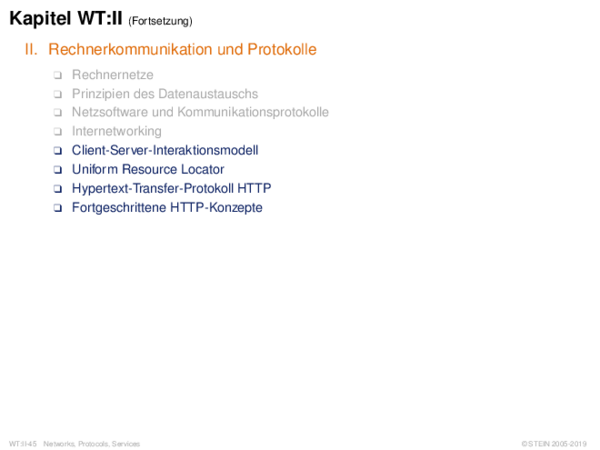 Kapitel WT:II (Fortsetzung)
II. Rechnerkommunikation und Protokolle
❑ Rechnernetze
❑ Prinzipien des Datenaustauschs
❑ Netzsoftware und Kommunikationsprotokolle
❑ Internetworking
❑ Client-Server-Interaktionsmodell
❑ Uniform Resource Locator
❑ Hypertext-Transfer-Protokoll HTTP
❑ Fortgeschrittene HTTP-Konzepte
WT:II-45 Networks, Protocols, Servicies © STEIN 2005-2019